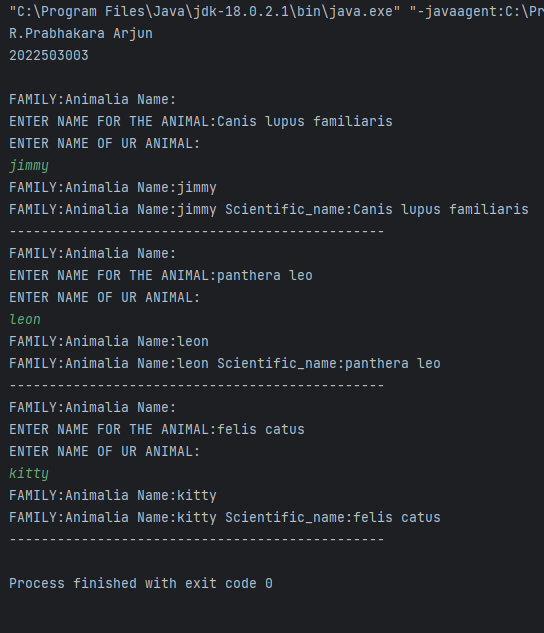 "C:\Program Files\Java\jdk-18.0.2.1\bin\java.exe" "-javaagent:C:\Pr
R.Prabhakara Arjun
2022503003
FAMILY:Animalia Name:
ENTER NAME FOR THE ANIMAL:Canis lupus familiaris
ENTER NAME OF UR ANIMAL:
jimmy
FAMILY:Animalia Name:jimmy
FAMILY:Animalia Name:jimmy Scientific_name:Canis lupus familiaris
-----------------------------------------------
FAMILY:Animalia Name:
ENTER NAME FOR THE ANIMAL:panthera leo
ENTER NAME OF UR ANIMAL:
leon
FAMILY:Animalia Name:leon
FAMILY:Animalia Name:leon Scientific_name:panthera leo
-----------------------------------------------
FAMILY:Animalia Name:
ENTER NAME FOR THE ANIMAL:felis catus
ENTER NAME OF UR ANIMAL:
kitty
FAMILY:Animalia Name:kitty
FAMILY:Animalia Name:kitty Scientific_name:felis catus
-----------------------------------------------
Process finished with exit code 0